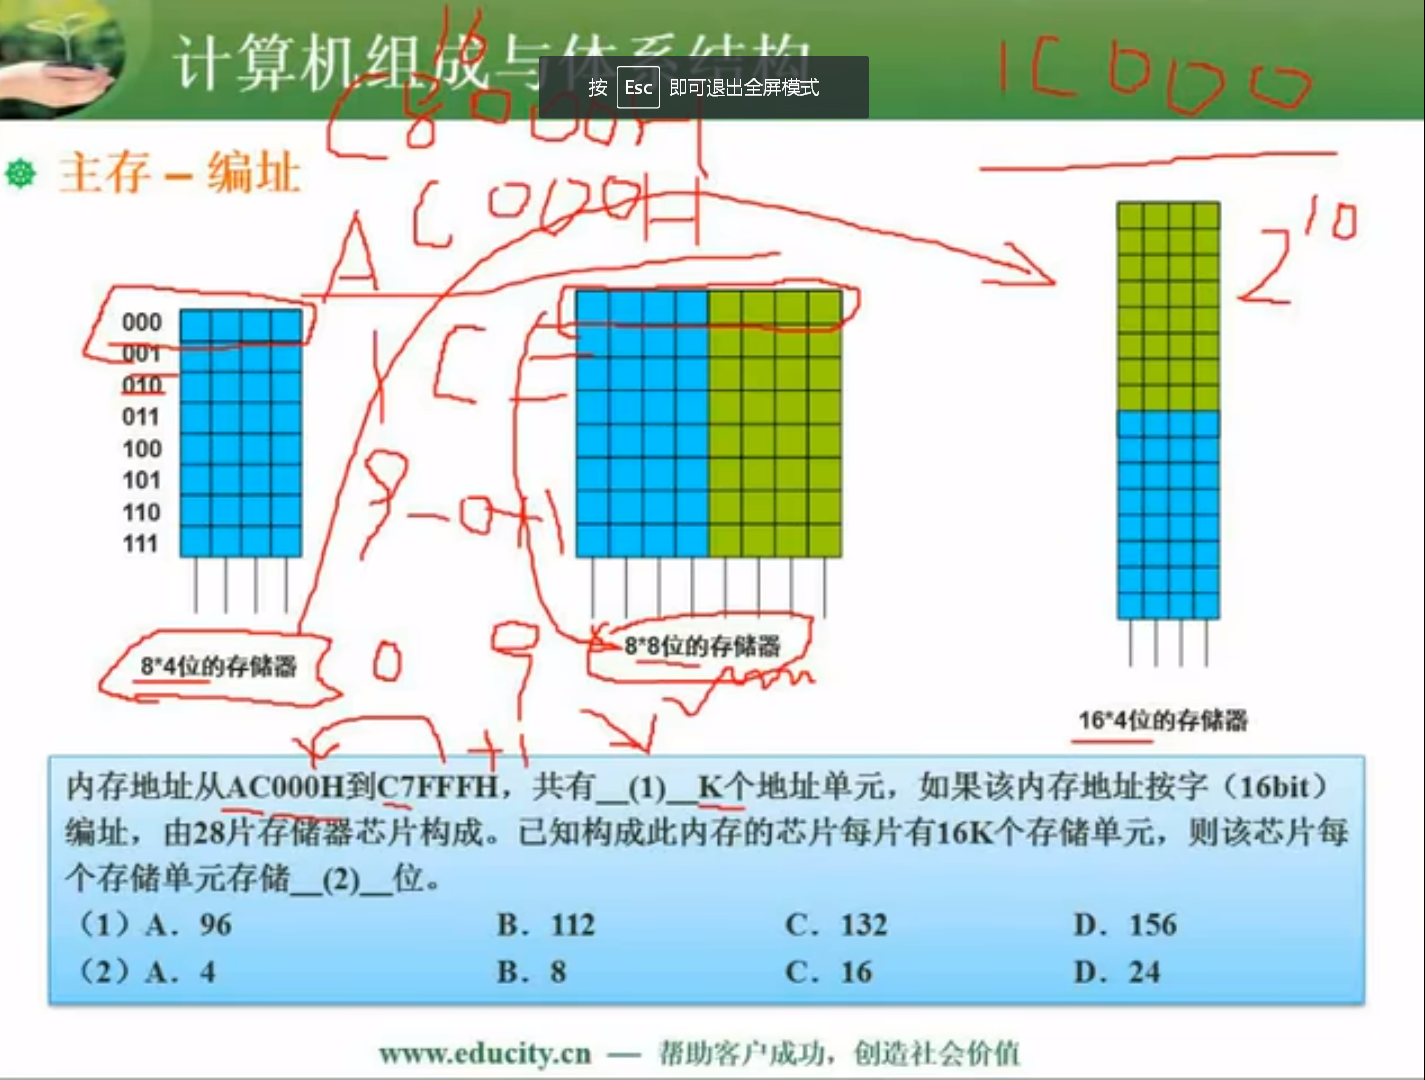 计算机组成与体系结构
按 Esc 即可退出全屏模式
1C000
16
C8000H
主存－编址
C000H
A
2^10
000
001
010
011
100
101
110
111
8*4位的存储器
8*8位的存储器
16*4位的存储器
内存地址从AC000H到C7FFFH，共有__(1)__K个地址单元，如果该内存地址按字（16bit）
编址，由28片存储器芯片构成。已知构成此内存的芯片每片有16K个存储单元，则该芯片每
个存储单元存储__(2)__位。
（1）A．96 B．112 C．132 D．156
（2）A．4 B．8 C．16 D．24
www.educity.cn — 帮助客户成功，创造社会价值